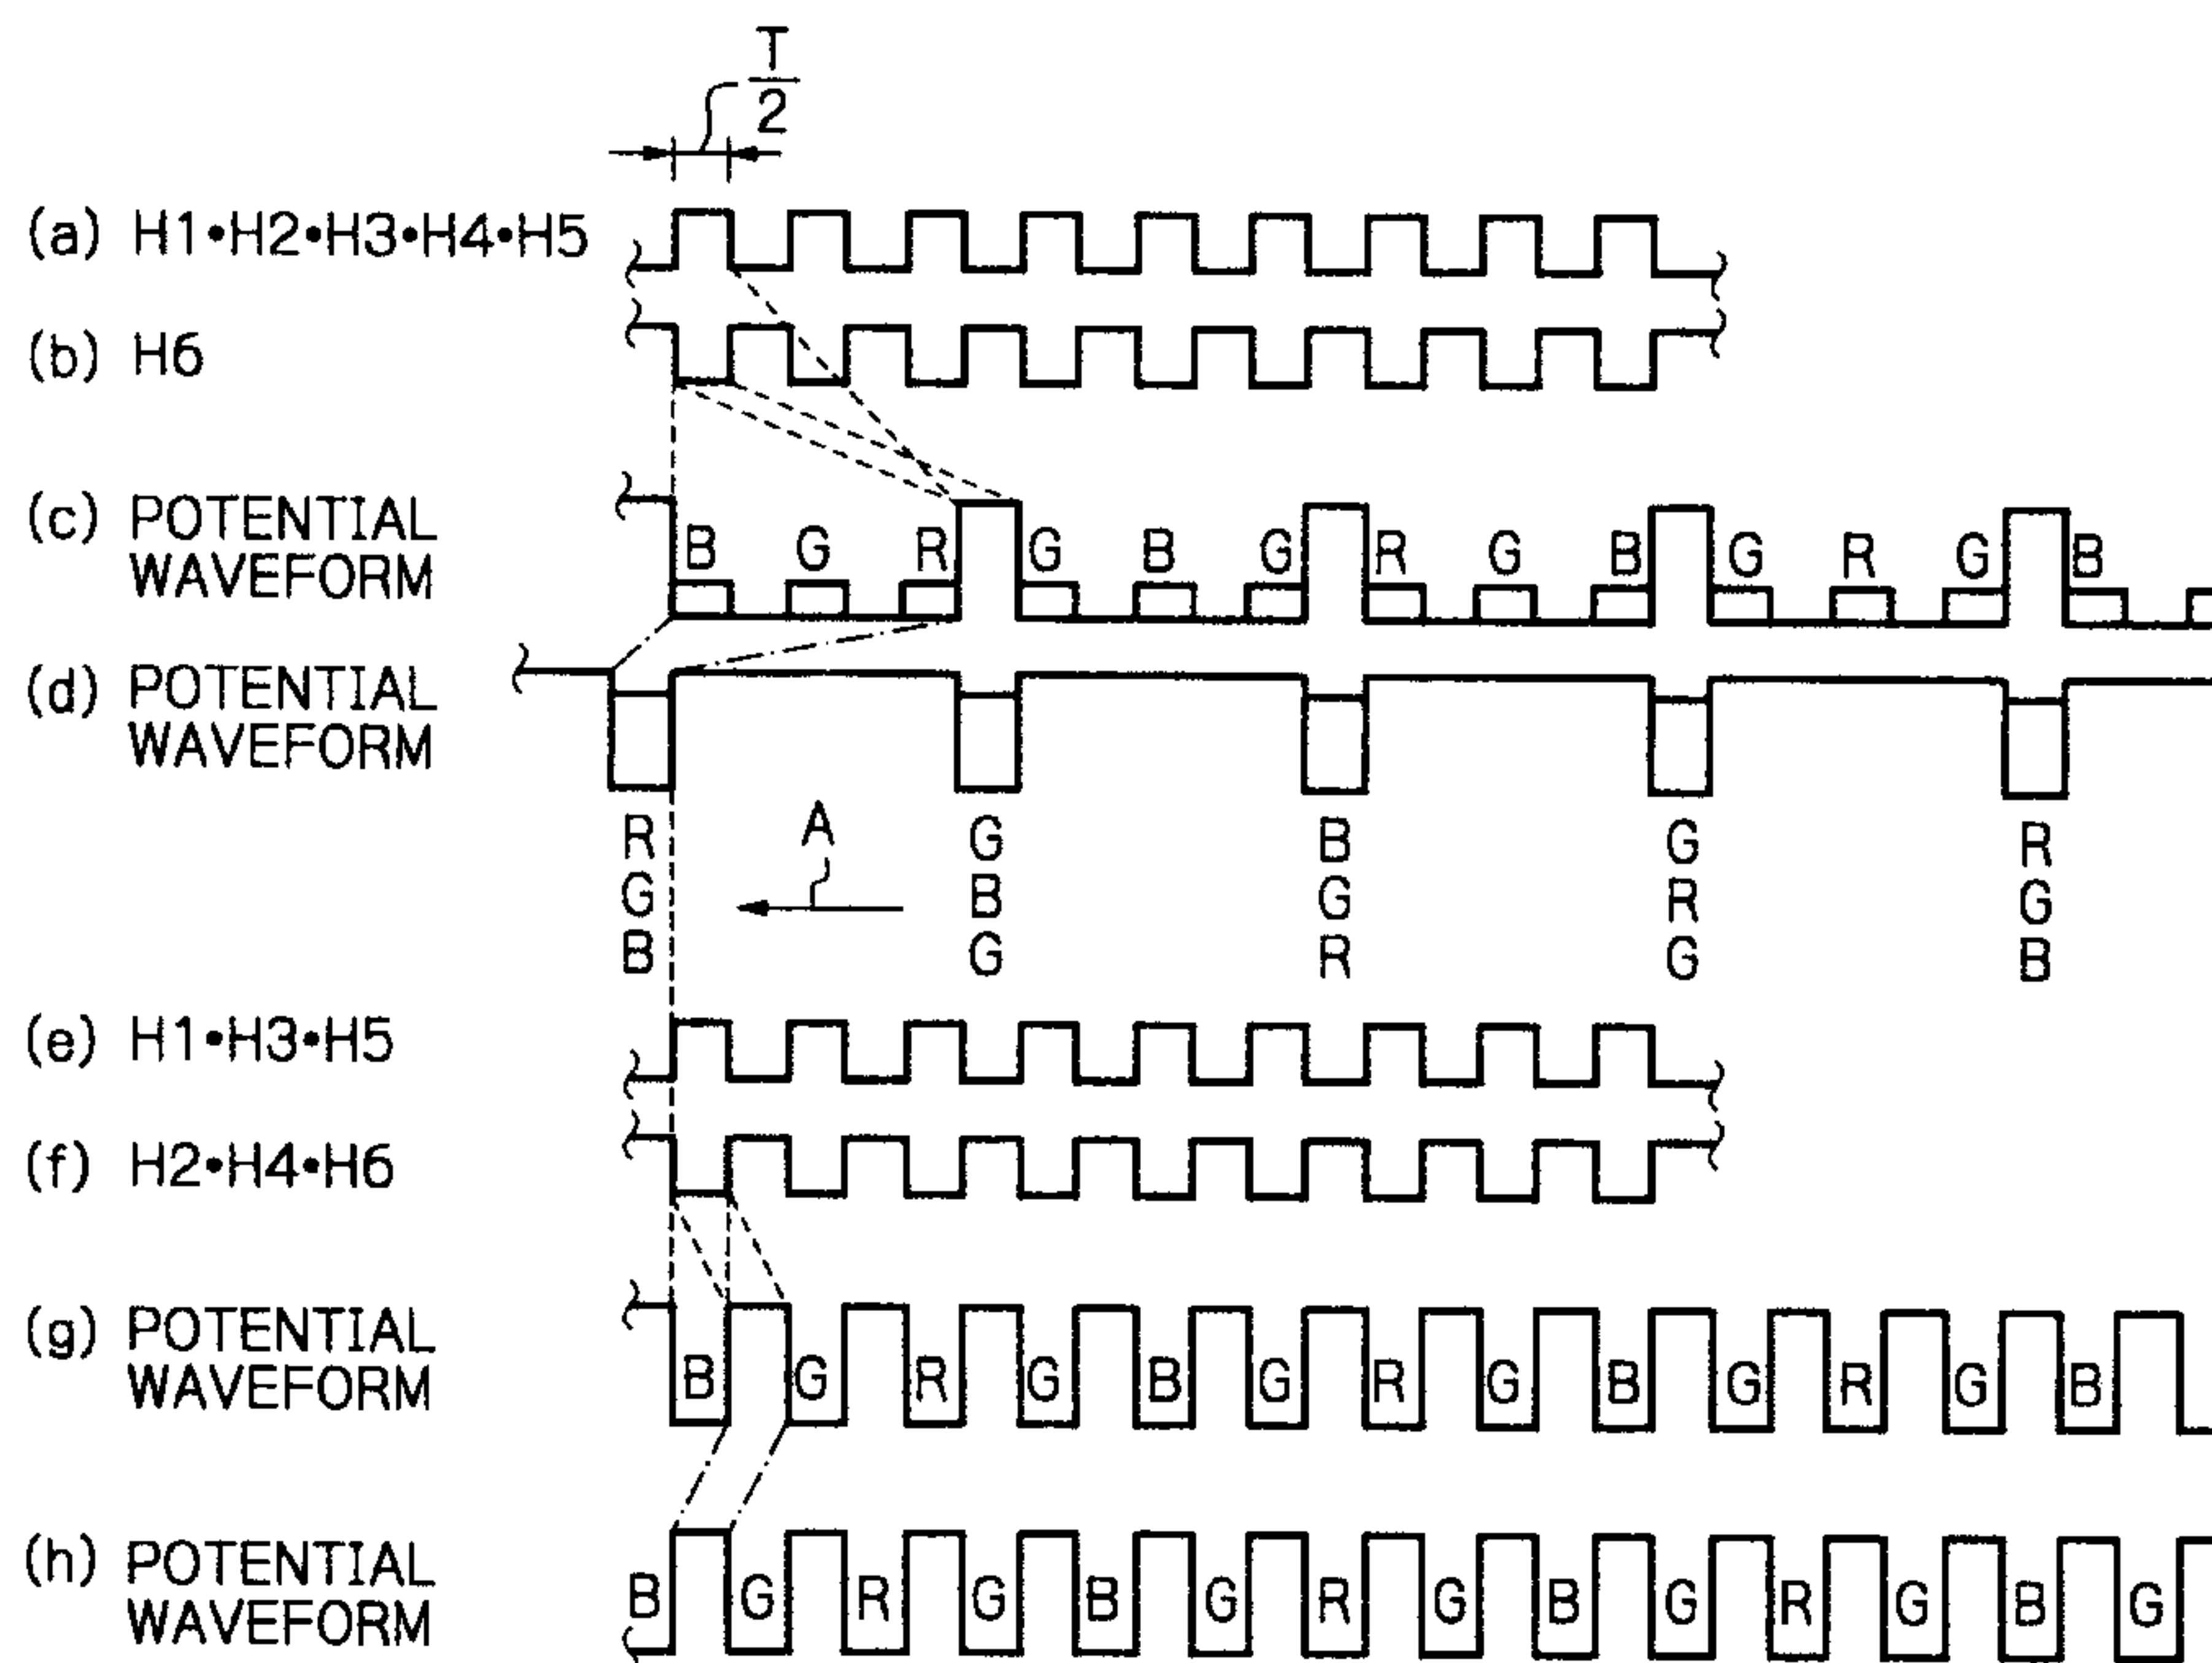 T
2
(a) H1•H2•H3•H4•H5
(b) H6
(c) POTENTIAL
WAVEFORM
B G R G B G R G B G R G B
(d) POTENTIAL
WAVEFORM
R G B G R
G A B G R G
B G R G B
(e) H1•H3•H5
(f) H2•H4•H6
(g) POTENTIAL
WAVEFORM
B G R G B G R G B G R G B
(h) POTENTIAL
WAVEFORM
B G R G B G R G B G R G B G